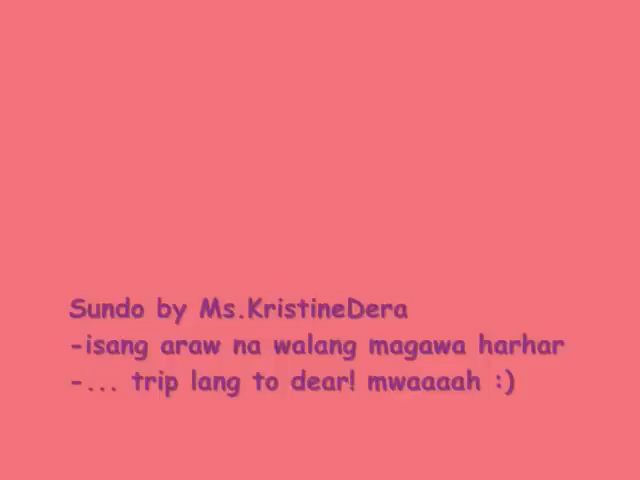 Sundo by Ms.KristineDera
-isang araw na walang magawa harhar
-... trip lang to dear! mwaaaah :)